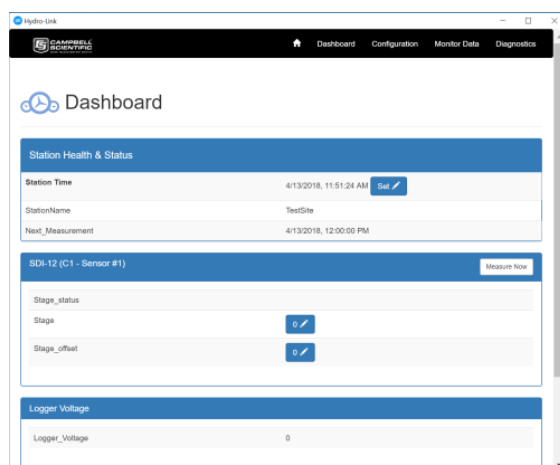 Hydro-Link
CAMPBELL SCIENTIFIC
Dashboard Configuration Monitor Data Diagnostics
Dashboard
Station Health & Status
Station Time 4/13/2018, 11:51:24 AM Set
StationName TestSite
Next_Measurement 4/13/2018, 12:00:00 PM
SDI-12 (C1 - Sensor #1) Measure Now
Stage_status
Stage 0
Stage_offset 0
Logger Voltage
Logger_Voltage 0